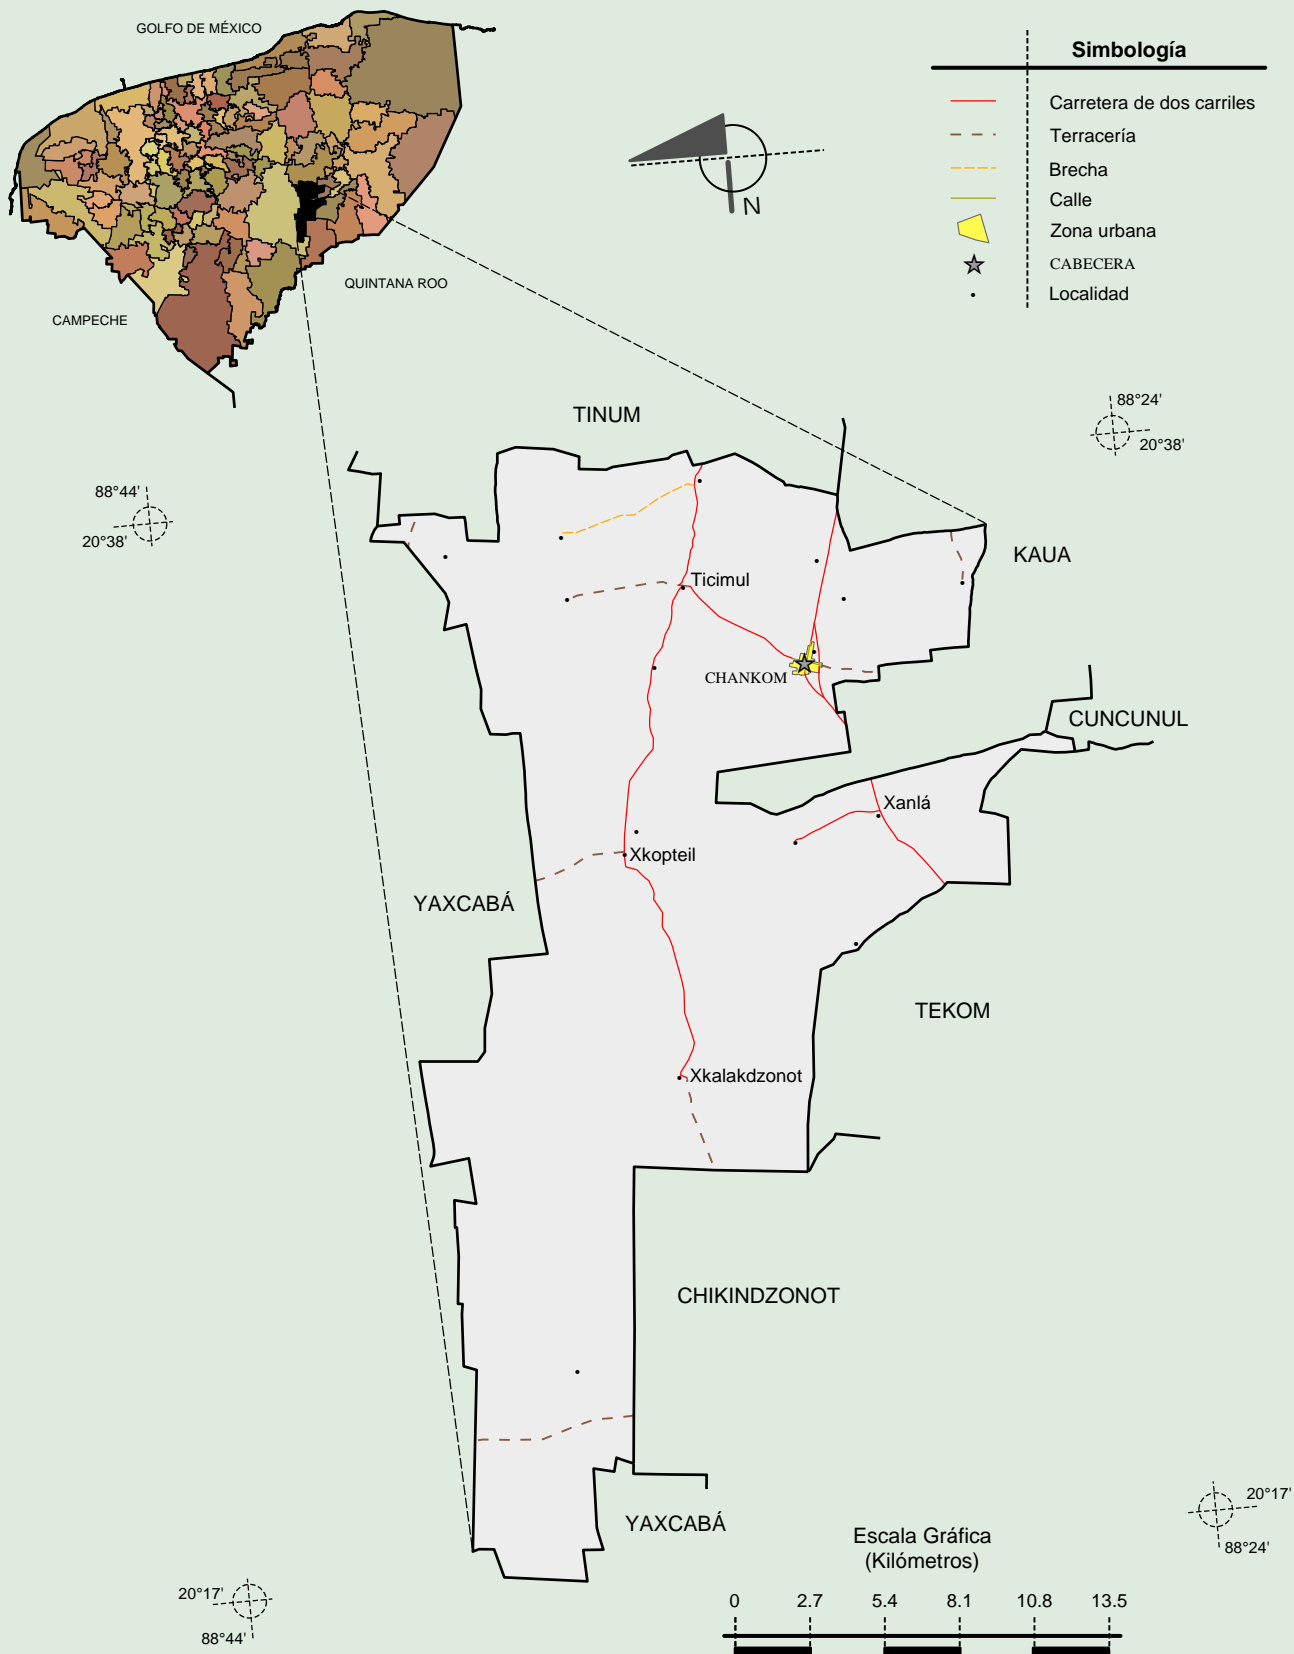 GOLFO DE MÉXICO
QUINTANA ROO
CAMPECHE
N
Simbología
Carretera de dos carriles
Terracería
Brecha
Calle
Zona urbana
CABECERA
Localidad
88°24'
20°38'
88°44'
20°38'
TINUM
KAUA
Ticimul
CHANKOM
CUNCUNUL
Xanlá
Xkopteil
YAXCABÁ
TEKOM
Xkalakdzonot
CHIKINDZONOT
YAXCABÁ
20°17'
88°24'
20°17'
88°44'
Escala Gráfica
(Kilómetros)
0 2.7 5.4 8.1 10.8 13.5